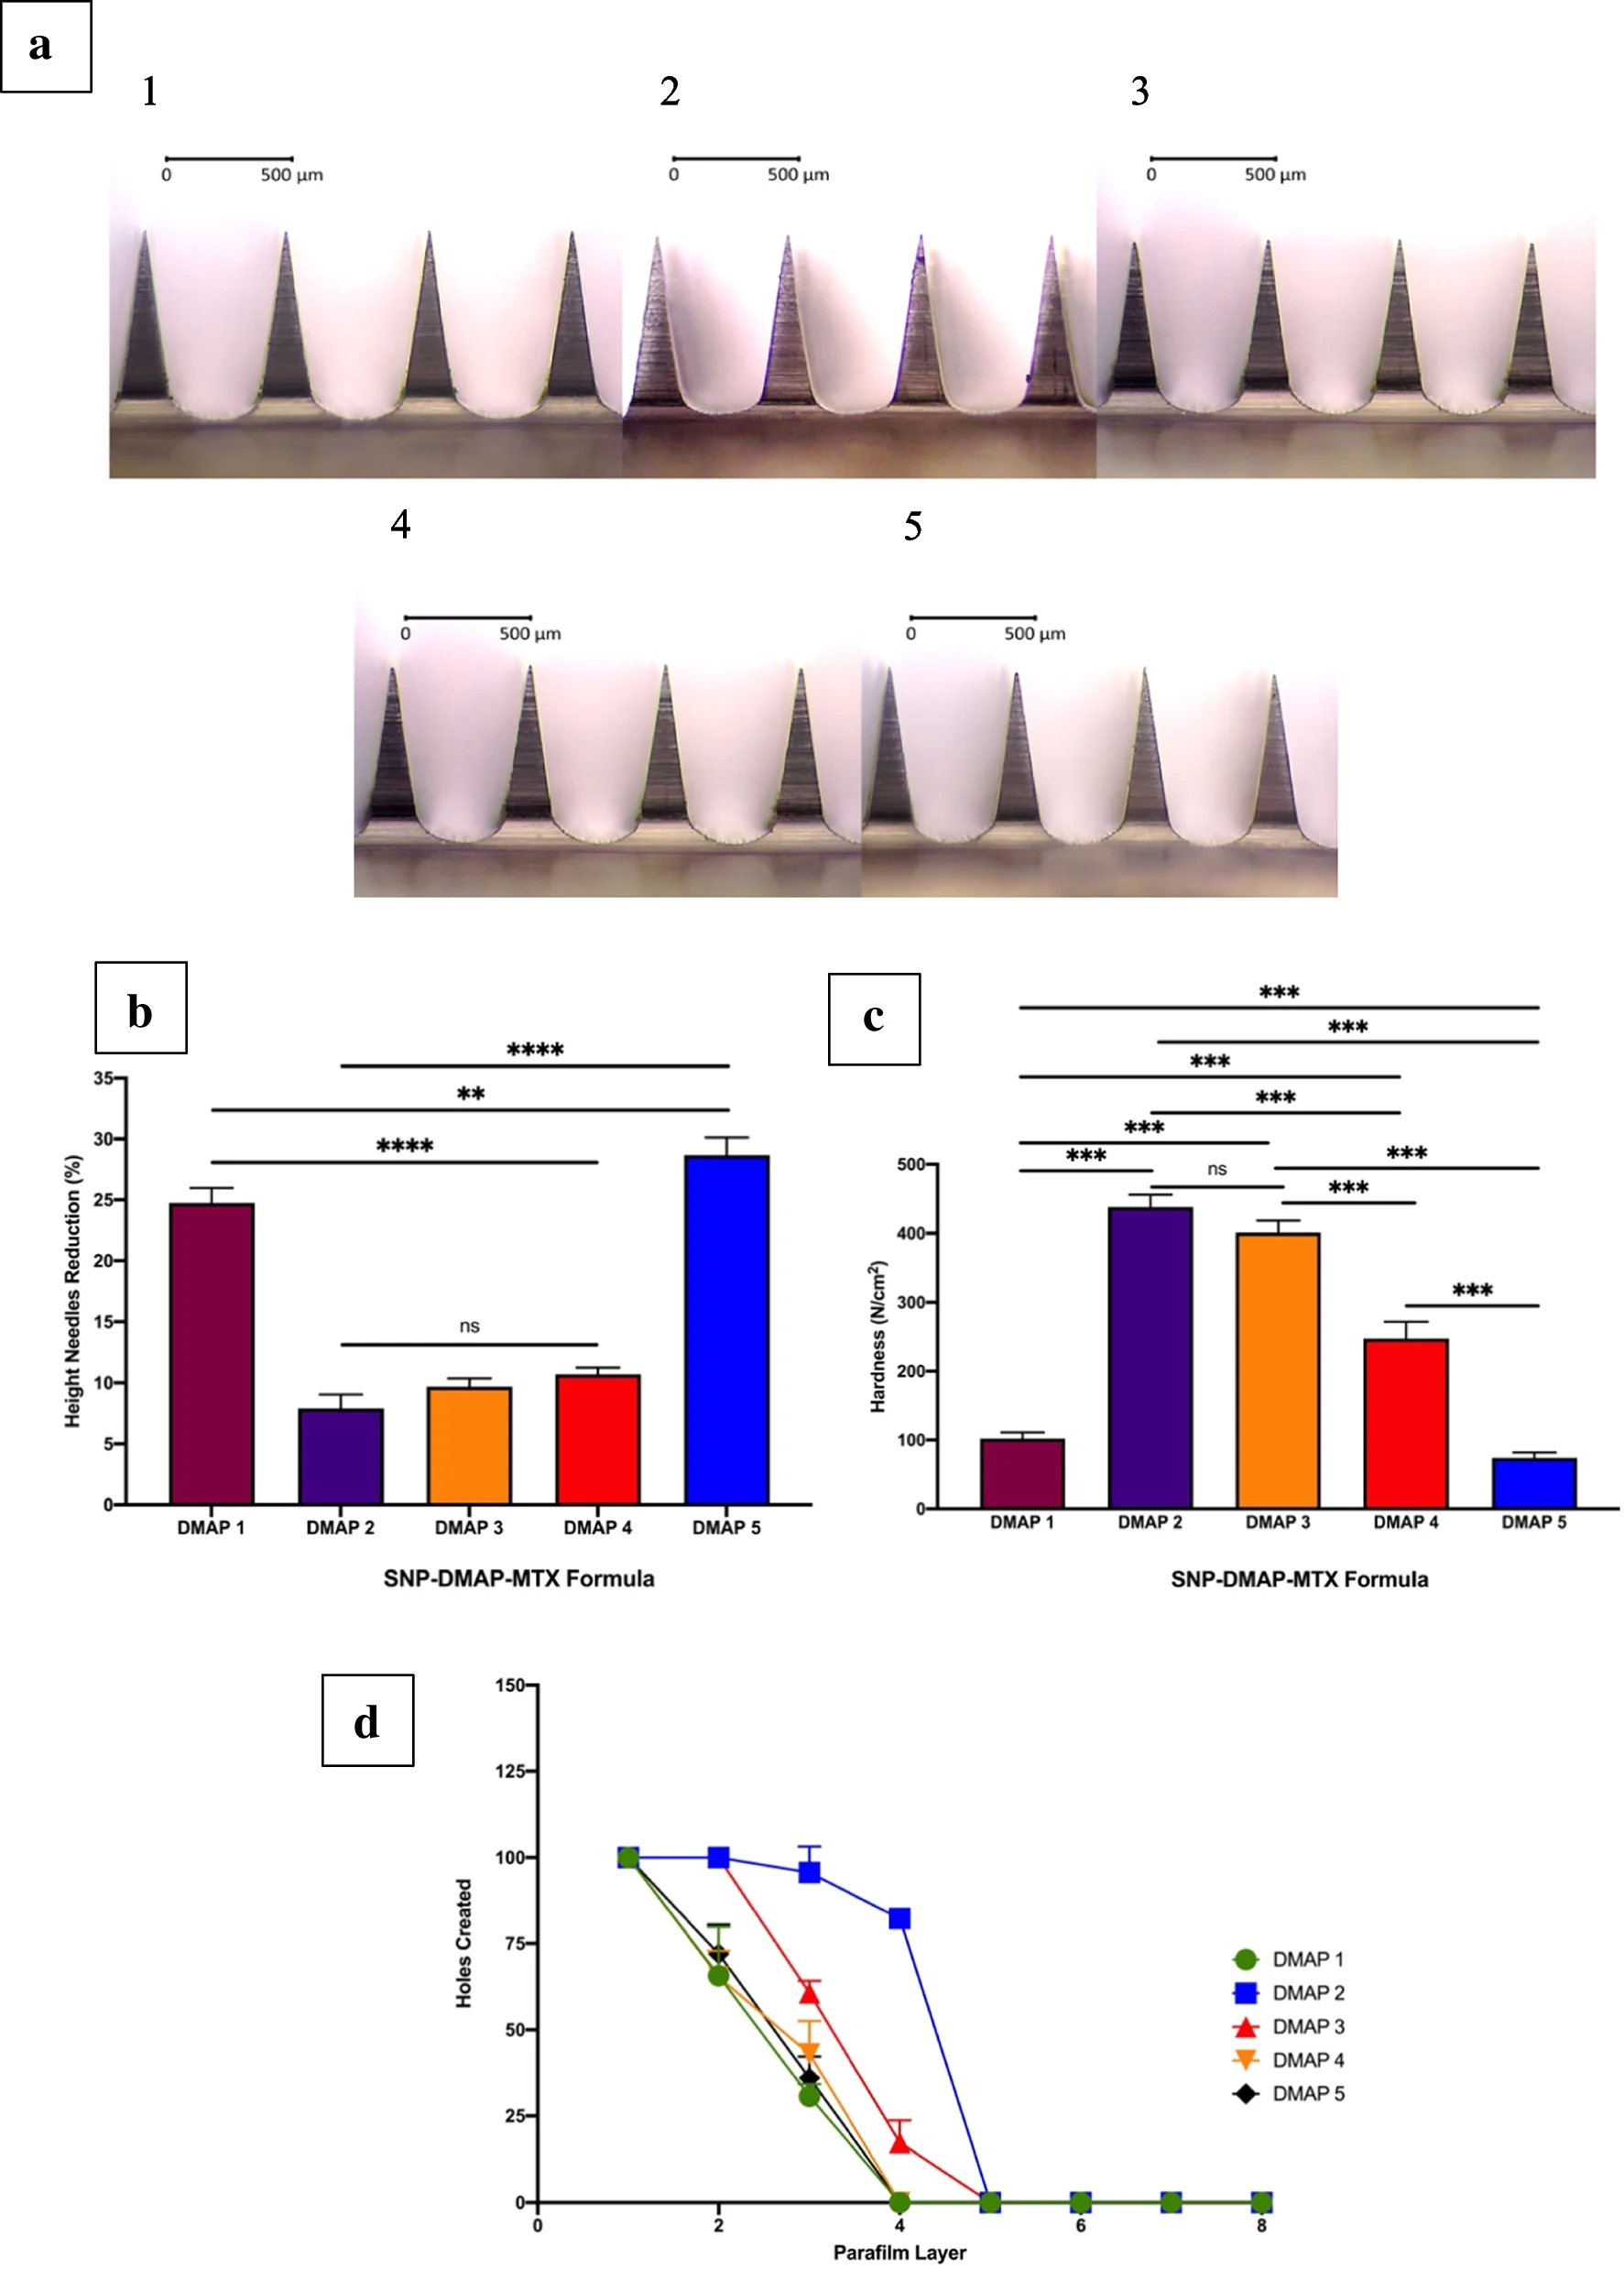 a
1 2 3
0 500 μm 0 500 μm 0 500 μm
4 5
0 500 μm 0 500 μm
b
****
**
****
ns
35
30
25
20
15
10
5
0
Height Needles Reduction (%)
DMAP 1 DMAP 2 DMAP 3 DMAP 4 DMAP 5
SNP-DMAP-MTX Formula
c
***
***
***
***
***
*** ns ***
***
***
500
400
300
200
100
0
Hardness (N/cm²)
DMAP 1 DMAP 2 DMAP 3 DMAP 4 DMAP 5
SNP-DMAP-MTX Formula
d
150
125
100
75
50
25
0
Holes Created
0 2 4 6 8
Parafilm Layer
DMAP 1
DMAP 2
DMAP 3
DMAP 4
DMAP 5